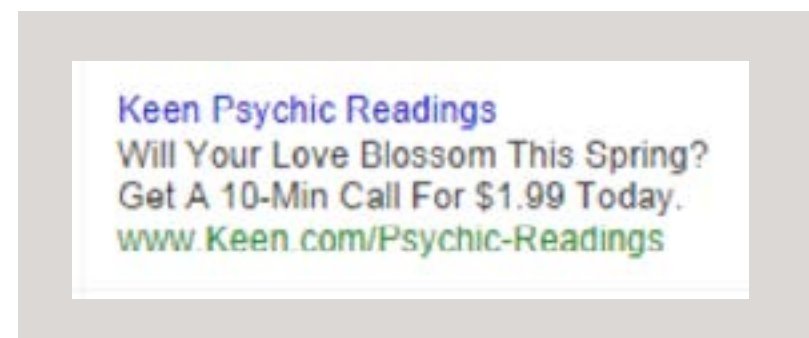 Keen Psychic Readings
Will Your Love Blossom This Spring?
Get A 10-Min Call For $1.99 Today.
www.Keen.com/Psychic-Readings